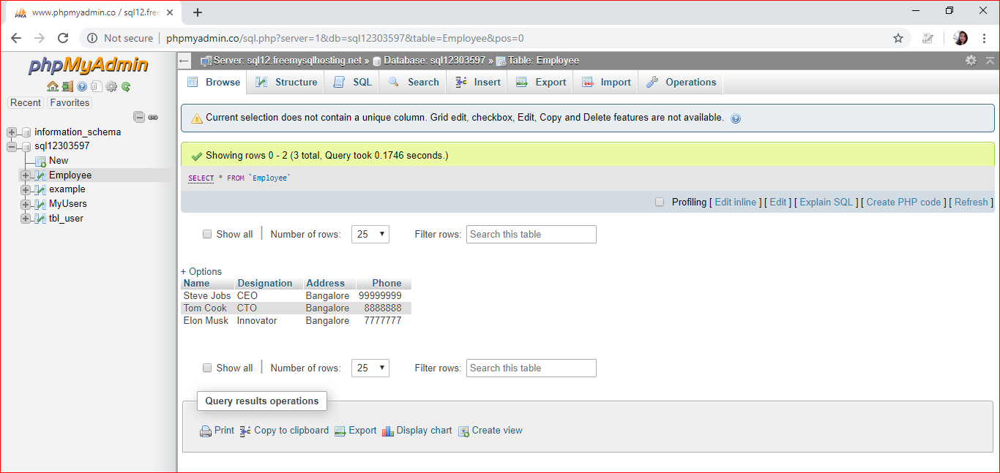 www.phpmyadmin.co / sql12.free
Not secure phpmyadmin.co/sql.php?server=1&db=sql12303597&table=Employee&pos=0
phpMyAdmin
Recent Favorites
information_schema
sql12303597
New
Employee
example
MyUsers
tbl_user
Server: sql12.freemysqlhosting.net » Database: sql12303597 » Table: Employee
Browse Structure SQL Search Insert Export Import Operations
Current selection does not contain a unique column. Grid edit, checkbox, Edit, Copy and Delete features are not available.
Showing rows 0 - 2 (3 total, Query took 0.1746 seconds.)
SELECT * FROM `Employee`
Profiling [ Edit inline ] [ Edit ] [ Explain SQL ] [ Create PHP code ] [ Refresh ]
Show all Number of rows: 25 Filter rows: Search this table
+ Options
Name Designation Address Phone
Steve Jobs CEO Bangalore 99999999
Tom Cook CTO Bangalore 8888888
Elon Musk Innovator Bangalore 7777777
Show all Number of rows: 25 Filter rows: Search this table
Query results operations
Print Copy to clipboard Export Display chart Create view